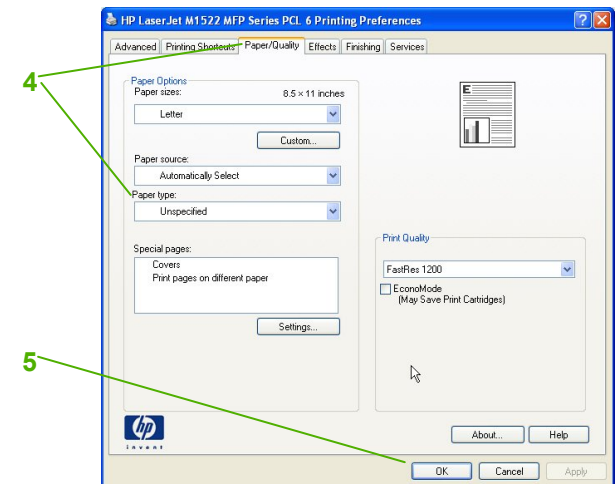 HP LaserJet M1522 MFP Series PCL 6 Printing Preferences
Advanced Printing Shortcuts Paper/Quality Effects Finishing Services
4
Paper Options
Paper sizes: 8.5 × 11 inches
Letter
Custom...
Paper source:
Automatically Select
Paper type:
Unspecified
Special pages:
Covers
Print pages on different paper
Settings...
E
Print Quality
FastRes 1200
EconoMode
(May Save Print Cartridges)
5
hp
invent
About... Help
OK Cancel Apply